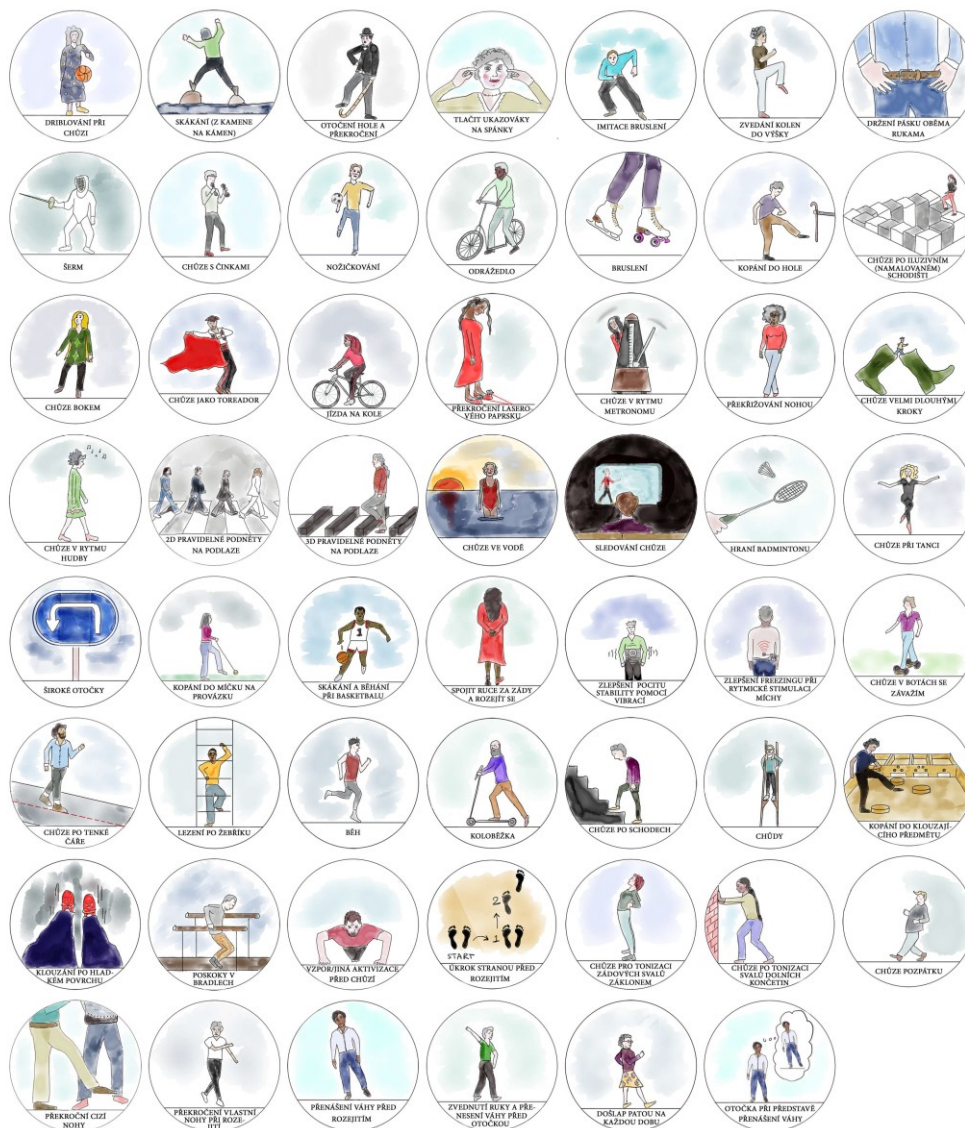 DRIBLOVÁNÍ PŘI
CHŮZI
SKÁKÁNÍ (Z KAMENE
NA KÁMEN)
OTOČENÍ HOLE A
PŘEKROČENÍ
TLAČIT UKAZOVÁKY
NA SPÁNKY
IMITACE BRUSLENÍ
ZVEDÁNÍ KOLEN
DO VÝŠKY
DRŽENÍ PÁSKU OBĚMA
RUKAMA
ŠERM
CHŮZE S ČINKAMI
NOŽIČKOVÁNÍ
ODRÁŽEDLO
BRUSLENÍ
KOPÁNÍ DO HOLE
CHŮZE PO ILUZIVNÍM
(NAMALOVANÉM)
SCHODIŠTI
CHŮZE BOKEM
CHŮZE JAKO TOREADOR
JÍZDA NA KOLE
PŘEKROČENÍ LASERO-
VÉHO PAPRSKU
CHŮZE V RYTMU
METRONOMU
PŘEKŘIŽOVÁNÍ NOHOU
CHŮZE VELMI DLOUHÝMI
KROKY
CHŮZE V RYTMU
HUDBY
2D PRAVIDELNÉ PODNĚTY
NA PODLAZE
3D PRAVIDELNÉ PODNĚTY
NA PODLAZE
CHŮZE VE VODĚ
SLEDOVÁNÍ CHŮZE
HRANÍ BADMINTONU
CHŮZE PŘI TANCI
ŠIROKÉ OTOČKY
KOPÁNÍ DO MÍČKU NA
PROVÁZKU
1
SKÁKÁNÍ A BĚHÁNÍ
PŘI BASKETBALU
SPOJIT RUCE ZA ZÁDY
A ROZEJÍT SE
ZLEPŠENÍ POCITU
STABILITY POMOCÍ
VIBRACÍ
ZLEPŠENÍ FREEZINGU PŘI
RYTMICKÉ STIMULACI
MÍCHY
CHŮZE V BOTÁCH SE
ZÁVAŽÍM
CHŮZE PO TENKÉ
ČÁŘE
LEZENÍ PO ŽEBŘÍKU
BĚH
KOLOBĚŽKA
CHŮZE PO SCHODECH
CHŮDY
KOPÁNÍ DO KLOUZAJÍ-
CÍHO PŘEDMĚTU
KLOUZÁNÍ PO HLAD-
KÉM POVRCHU
POSKOKY V
BRADLECH
VZPOR/JINÁ AKTIVIZACE
PŘED CHŮZÍ
2
1
START
ÚKROK STRANOU PŘED
ROZEJITÍM
CHŮZE PRO TONIZACI
ZÁDOVÝCH SVALŮ
ZÁKLONEM
CHŮZE PO TONIZACI
SVALŮ DOLNÍCH
KONČETIN
CHŮZE POZPÁTKU
PŘEKROČNÍ CIZÍ
NOHY
PŘEKROČENÍ VLASTNÍ
NOHY PŘI ROZE-
JITÍ
PŘENÁŠENÍ VÁHY PŘED
ROZEJITÍM
ZVEDNUTÍ RUKY A PŘE-
NESENÍ VÁHY PŘED
OTOČKOU
DOŠLAP PATOU NA
KAŽDOU DOBU
OTOČKA PŘI PŘEDSTAVĚ
PŘENÁŠENÍ VÁHY